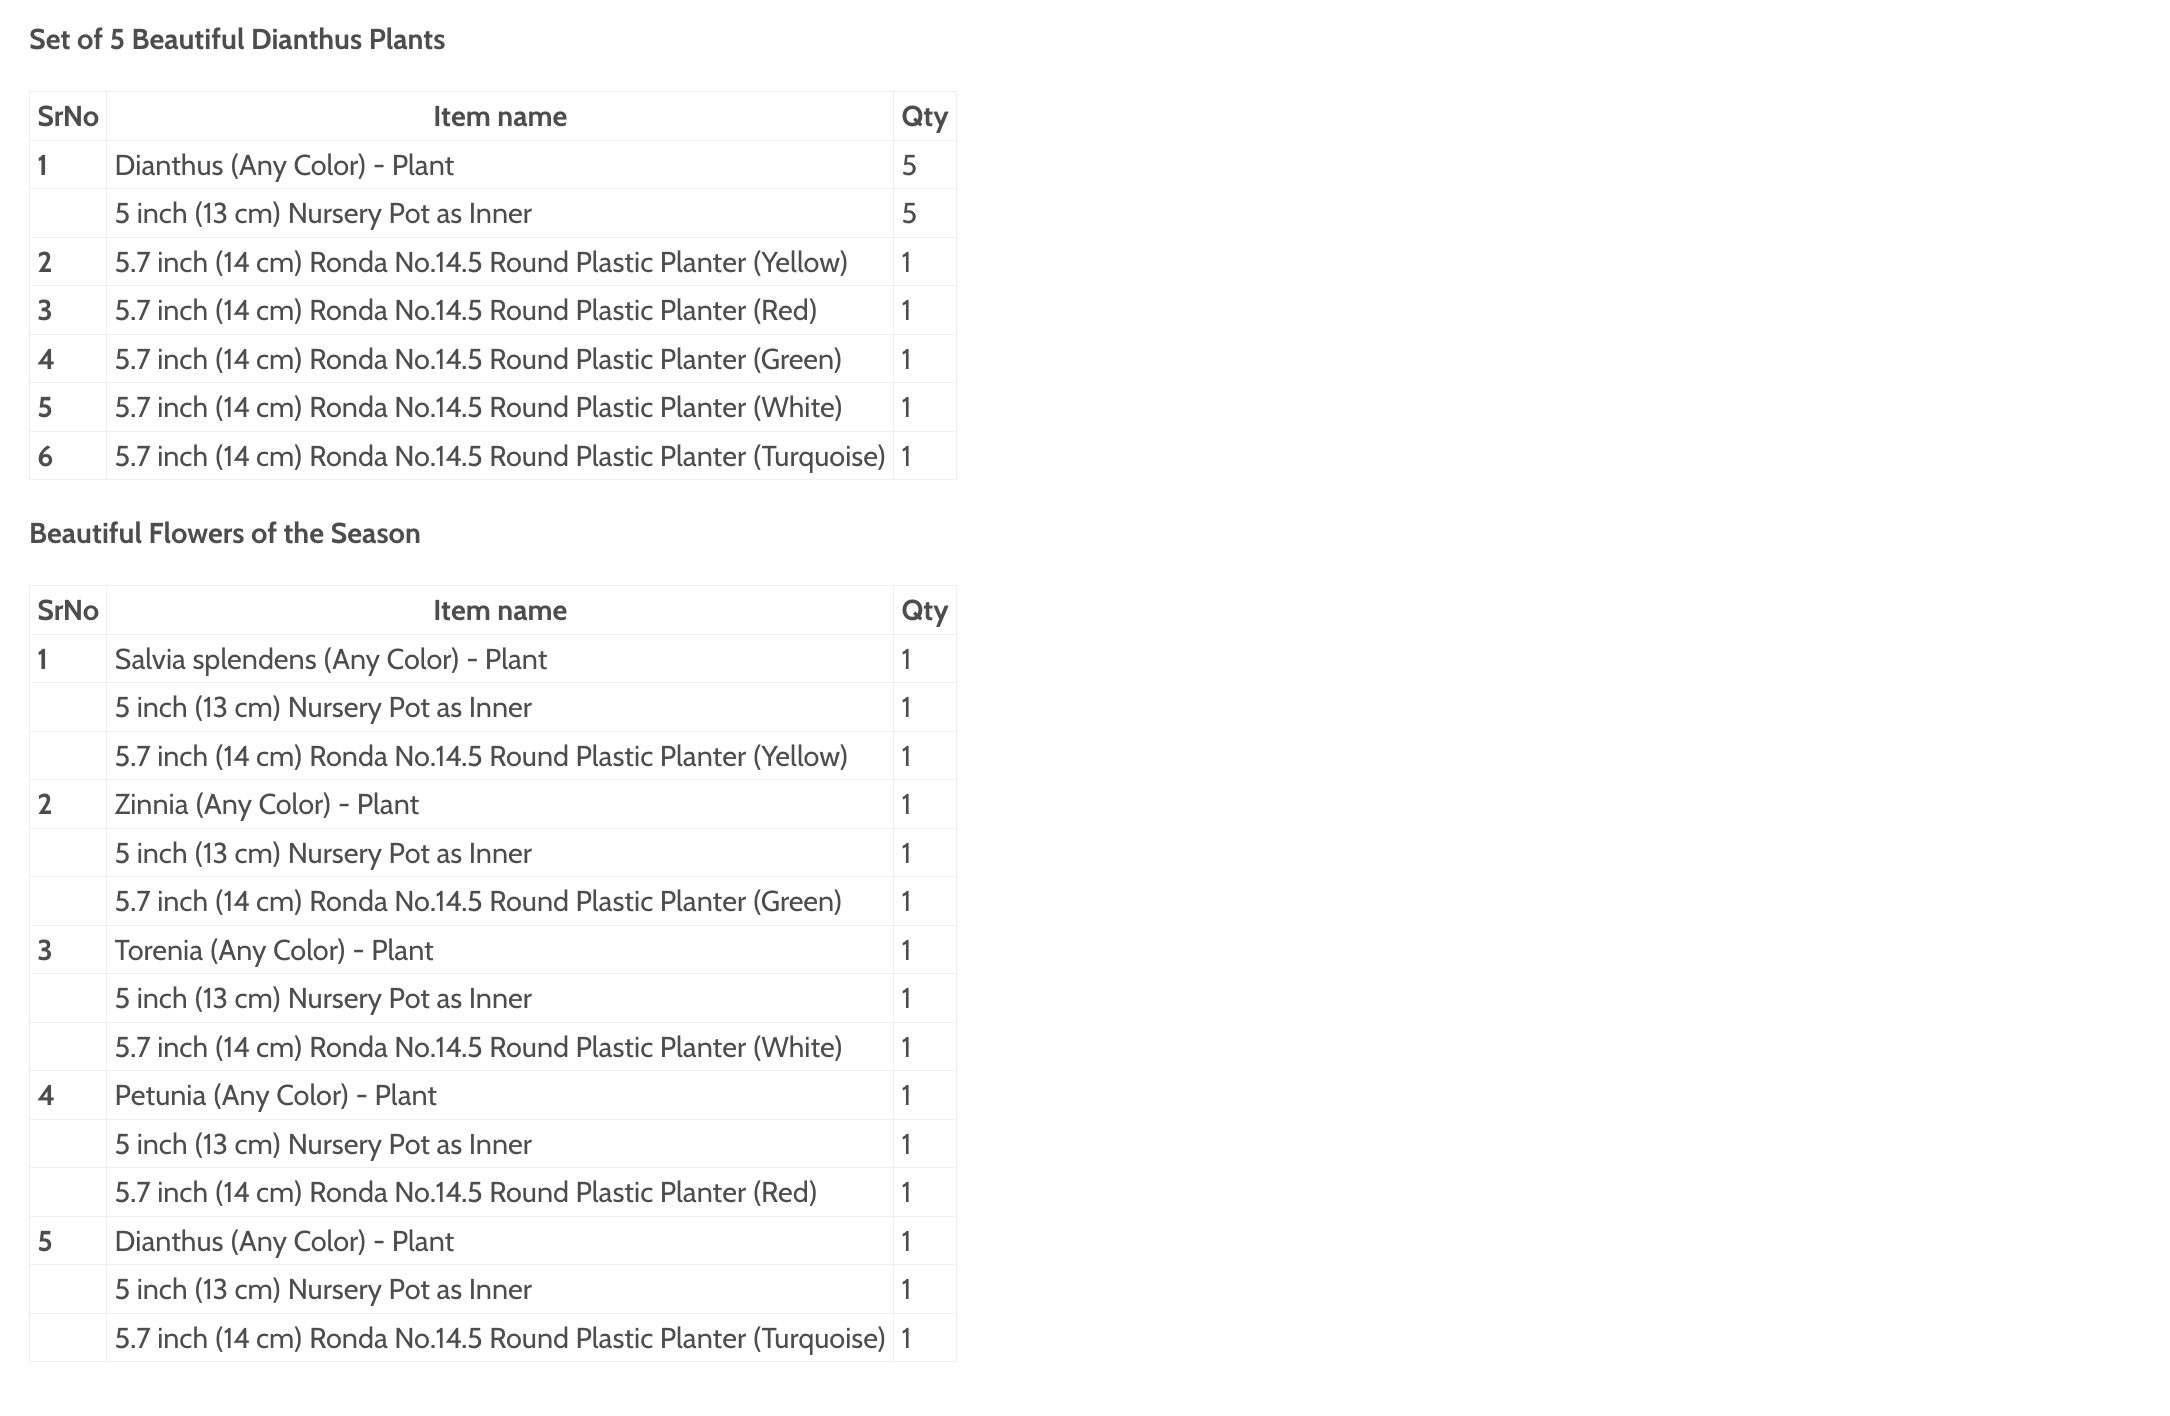 Set of 5 Beautiful Dianthus Plants
SrNo Item name Qty
1 Dianthus (Any Color) - Plant 5
5 inch (13 cm) Nursery Pot as Inner 5
2 5.7 inch (14 cm) Ronda No.14.5 Round Plastic Planter (Yellow) 1
3 5.7 inch (14 cm) Ronda No.14.5 Round Plastic Planter (Red) 1
4 5.7 inch (14 cm) Ronda No.14.5 Round Plastic Planter (Green) 1
5 5.7 inch (14 cm) Ronda No.14.5 Round Plastic Planter (White) 1
6 5.7 inch (14 cm) Ronda No.14.5 Round Plastic Planter (Turquoise) 1
Beautiful Flowers of the Season
SrNo Item name Qty
1 Salvia splendens (Any Color) - Plant 1
5 inch (13 cm) Nursery Pot as Inner 1
5.7 inch (14 cm) Ronda No.14.5 Round Plastic Planter (Yellow) 1
2 Zinnia (Any Color) - Plant 1
5 inch (13 cm) Nursery Pot as Inner 1
5.7 inch (14 cm) Ronda No.14.5 Round Plastic Planter (Green) 1
3 Torenia (Any Color) - Plant 1
5 inch (13 cm) Nursery Pot as Inner 1
5.7 inch (14 cm) Ronda No.14.5 Round Plastic Planter (White) 1
4 Petunia (Any Color) - Plant 1
5 inch (13 cm) Nursery Pot as Inner 1
5.7 inch (14 cm) Ronda No.14.5 Round Plastic Planter (Red) 1
5 Dianthus (Any Color) - Plant 1
5 inch (13 cm) Nursery Pot as Inner 1
5.7 inch (14 cm) Ronda No.14.5 Round Plastic Planter (Turquoise) 1